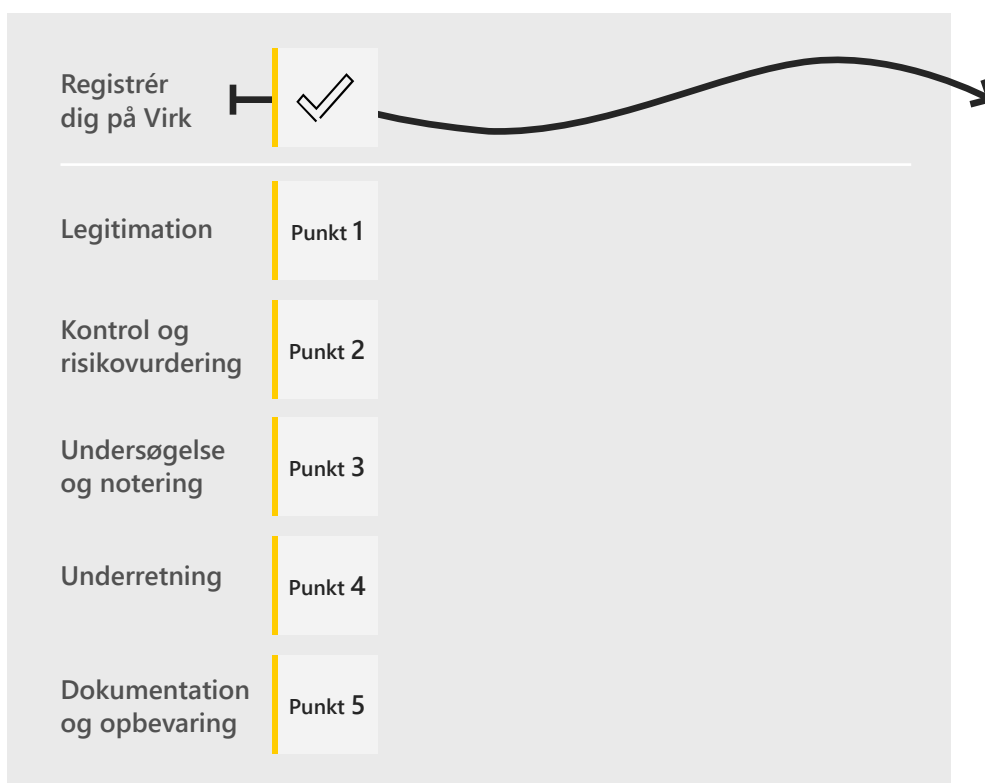 Registrér
dig på Virk
Legitimation
Punkt 1
Kontrol og
risikovurdering
Punkt 2
Undersøgelse
og notering
Punkt 3
Underretning
Punkt 4
Dokumentation
og opbevaring
Punkt 5